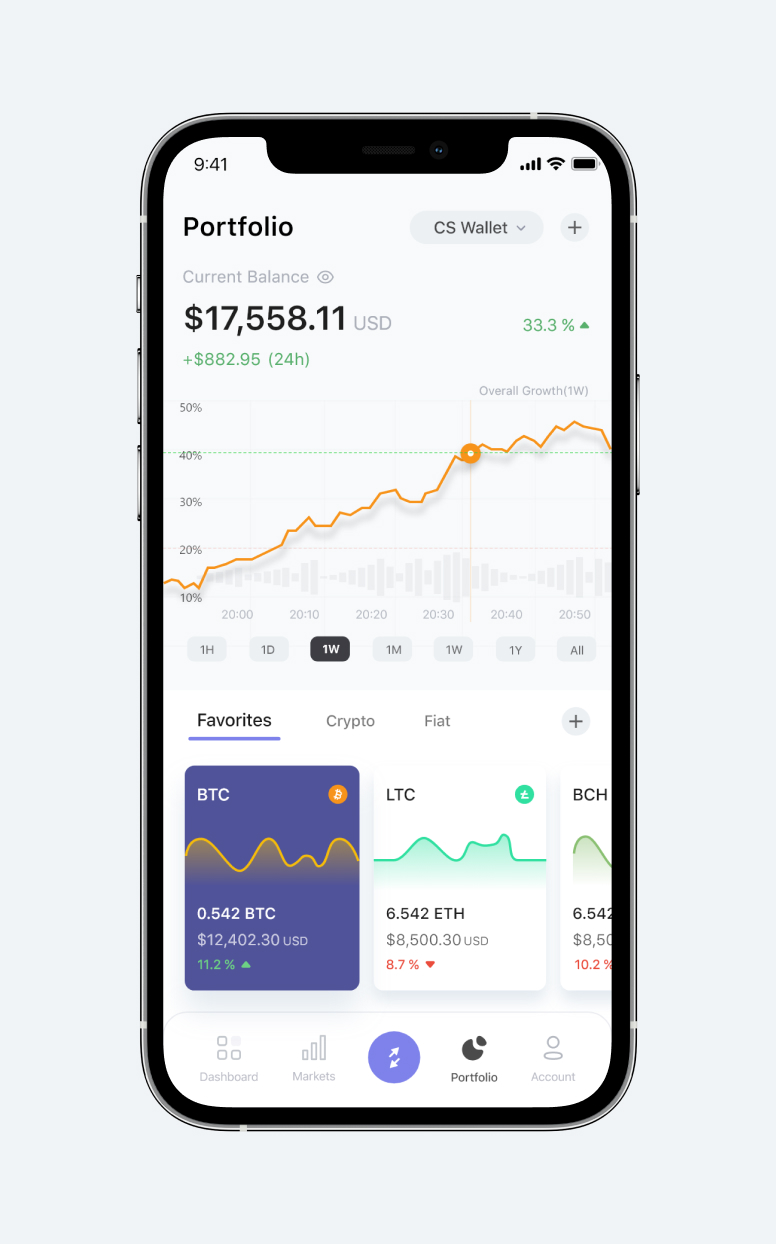 9:41
Portfolio
CS Wallet
Current Balance
$17,558.11 USD
33.3 %
+$882.95 (24h)
Overall Growth(1W)
50%
40%
30%
20%
10%
20:00 20:10 20:20 20:30 20:40 20:50
1H 1D 1W 1M 1W 1Y All
Favorites Crypto Fiat
BTC LTC BCH
0.542 BTC 6.542 ETH 6.542
$12,402.30 USD $8,500.30 USD $8,50
11.2 % 8.7 % 10.2 %
Dashboard Markets Portfolio Account